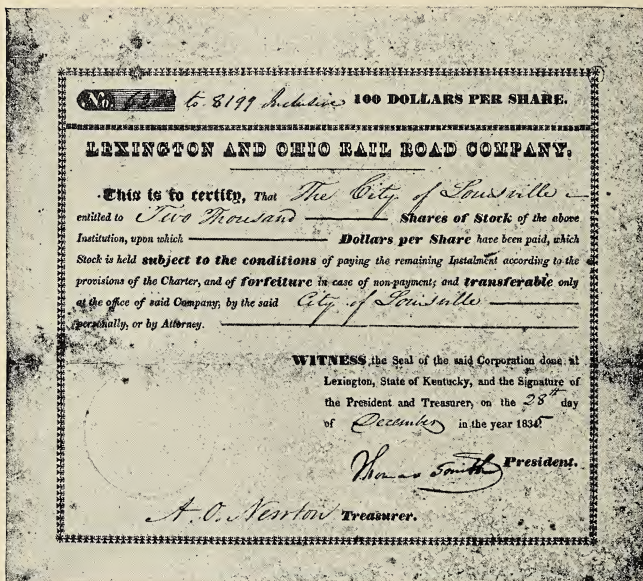 No. to 8199 Inclusive 100 DOLLARS PER SHARE.
LEXINGTON AND OHIO RAIL ROAD COMPANY,
This is to certify, That The City of Louisville
entitled to Two Thousand Shares of Stock of the above
Institution, upon which Dollars per Share have been paid, which
Stock is held subject to the conditions of paying the remaining Instalment according to the
provisions of the Charter, and of forfeiture in case of non-payment; and transferable only
at the office of said Company, by the said City of Louisville
personally, or by Attorney.
WITNESS the Seal of the said Corporation done at
Lexington, State of Kentucky, and the Signature of
the President and Treasurer, on the 28th day
of December in the year 1835
Thomas Smith President.
A. O. Newton Treasurer.